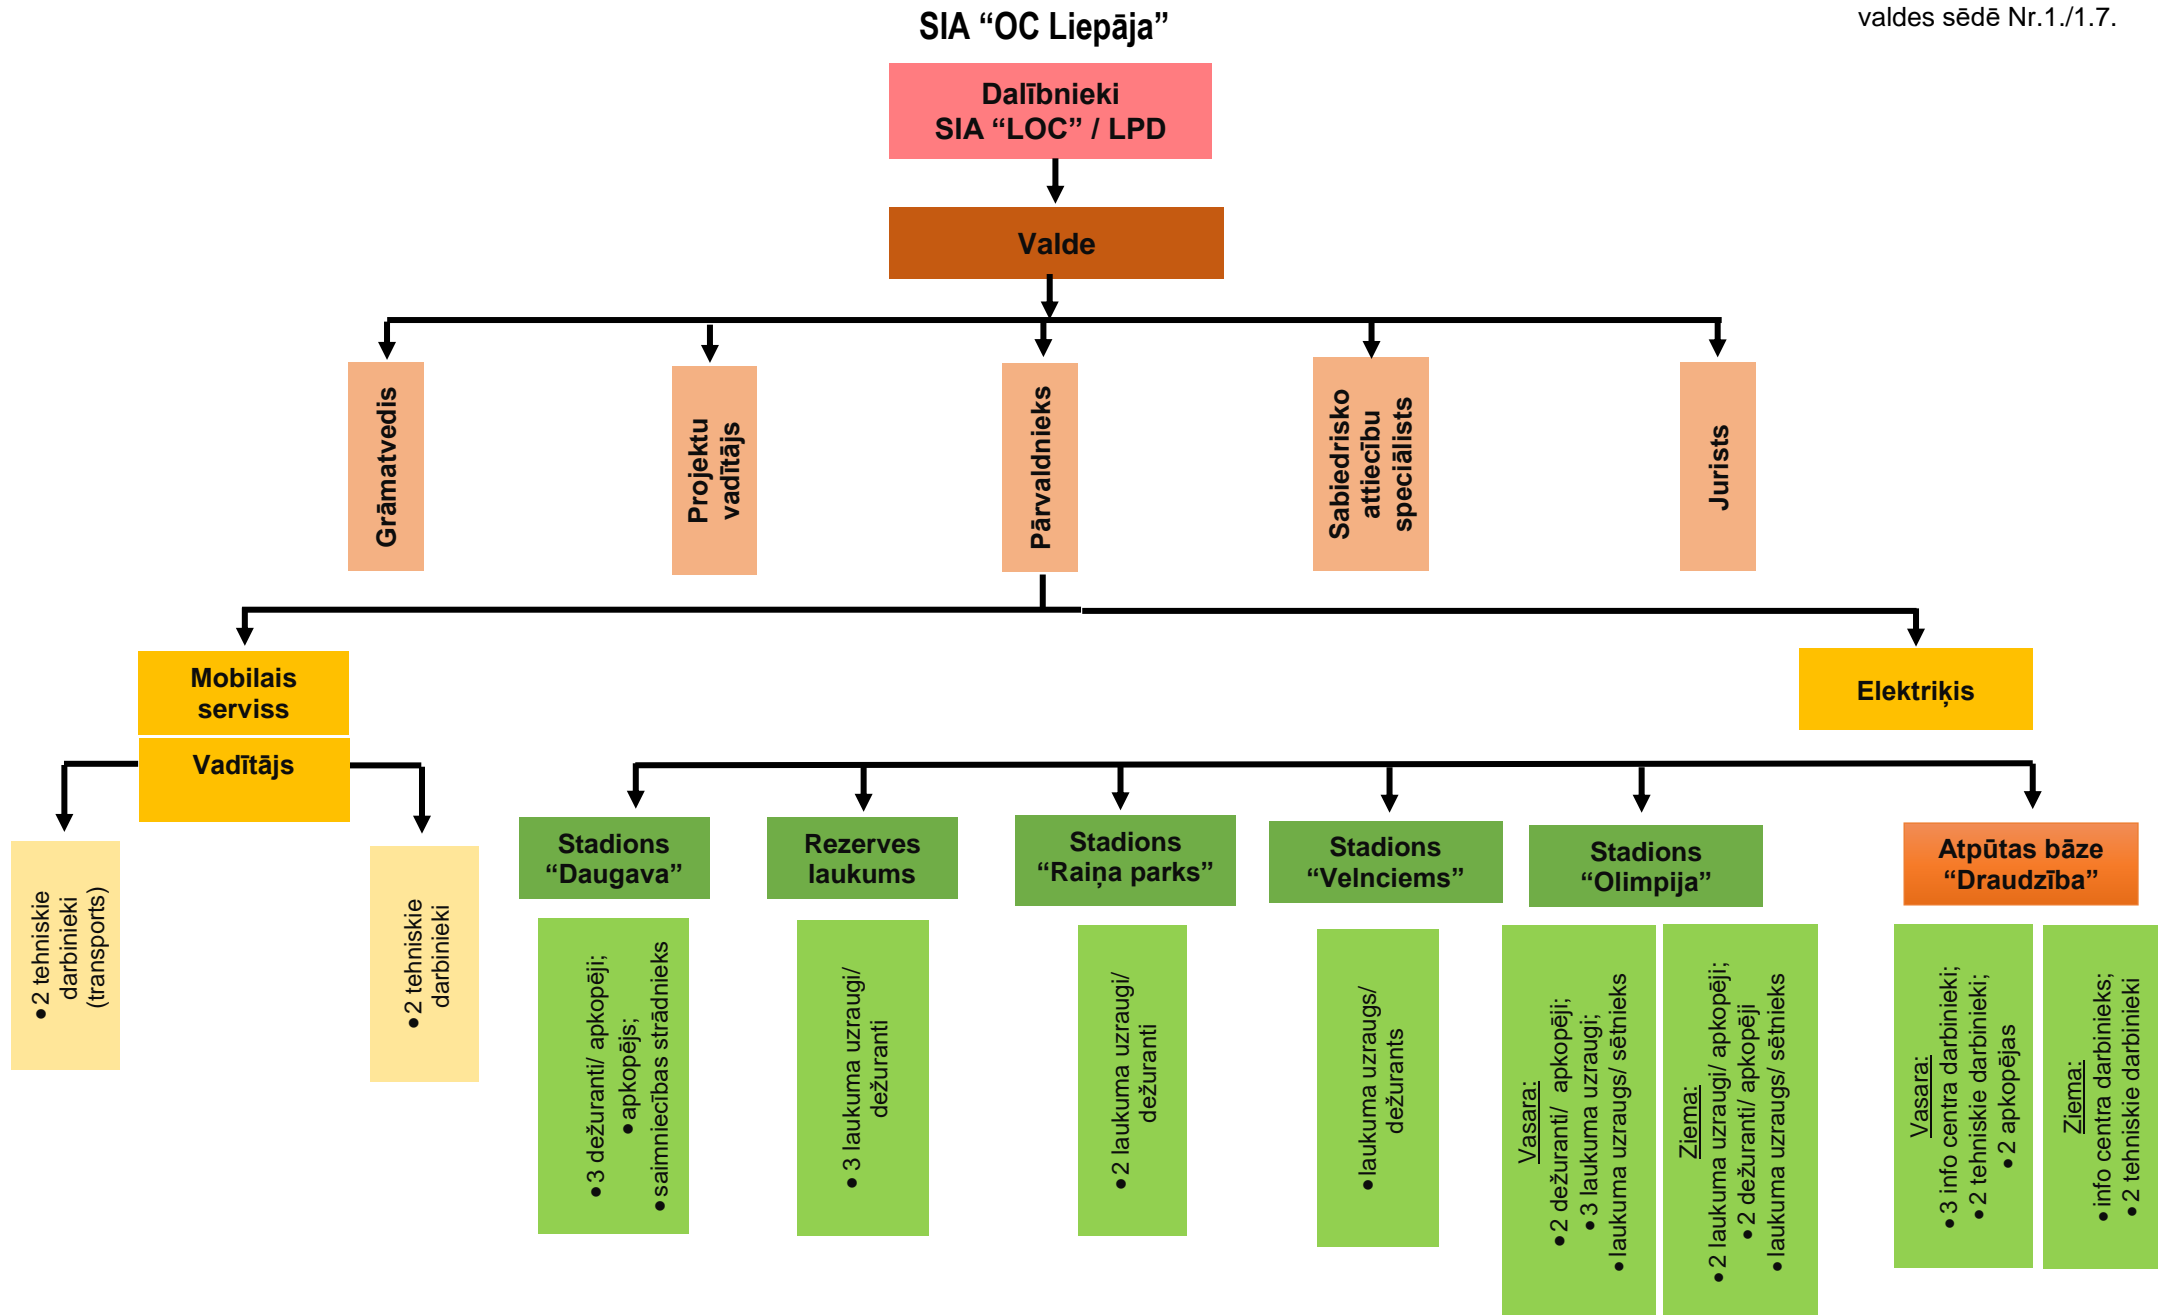 valdes sēdē Nr.1./1.7.
SIA “OC Liepāja”
Dalībnieki
SIA “LOC” / LPD
Valde
Grāmatvedis
Projektu
vadītājs
Pārvaldnieks
Sabiedrisko
attiecību
speciālists
Jurists
Mobilais
serviss
Vadītājs
Elektriķis
●2 tehniskie
darbinieki
(transports)
●2 tehniskie
darbinieki
Stadions
“Daugava”
Rezerves
laukums
Stadions
“Raiņa parks”
Stadions
“Velnciems”
Stadions
“Olimpija”
Atpūtas bāze
“Draudzība”
●3 dežuranti/ apkopēji;
●apkopējs;
●saimniecības strādnieks
●3 laukuma uzraugi/
dežuranti
●2 laukuma uzraugi/
dežuranti
●laukuma uzraugs/
dežurants
Vasara:
●2 dežuranti/ apkopēji;
●3 laukuma uzraugi;
●laukuma uzraugs/ sētnieks
Ziema:
●2 laukuma uzraugi/ apkopēji;
●2 dežuranti/ apkopēji
●laukuma uzraugs/ sētnieks
Vasara:
●3 info centra darbinieki;
●2 tehniskie darbinieki;
●2 apkopējas
Ziema:
●info centra darbinieks;
●2 tehniskie darbinieki